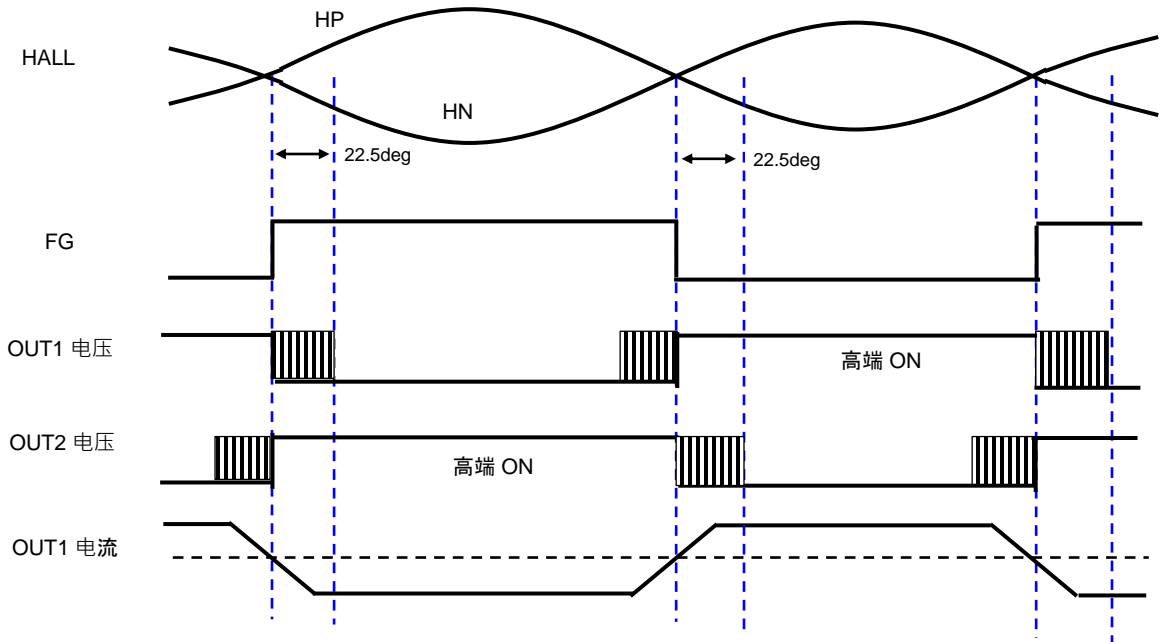 HP
HALL
HN
22.5deg
22.5deg
FG
OUT1 电压
高端 ON
OUT2 电压
高端 ON
OUT1 电流